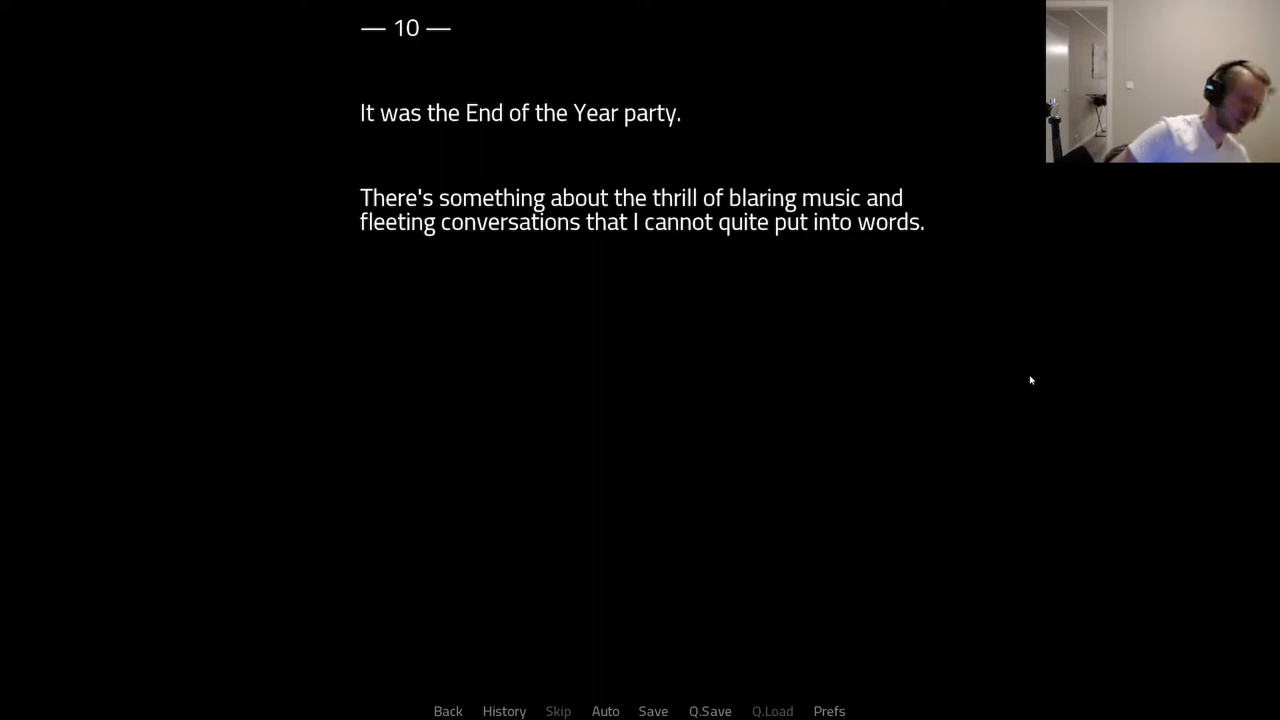 — 10 —
It was the End of the Year party.
There's something about the thrill of blaring music and
fleeting conversations that I cannot quite put into words.
Back History Skip Auto Save Q.Save Q.Load Prefs